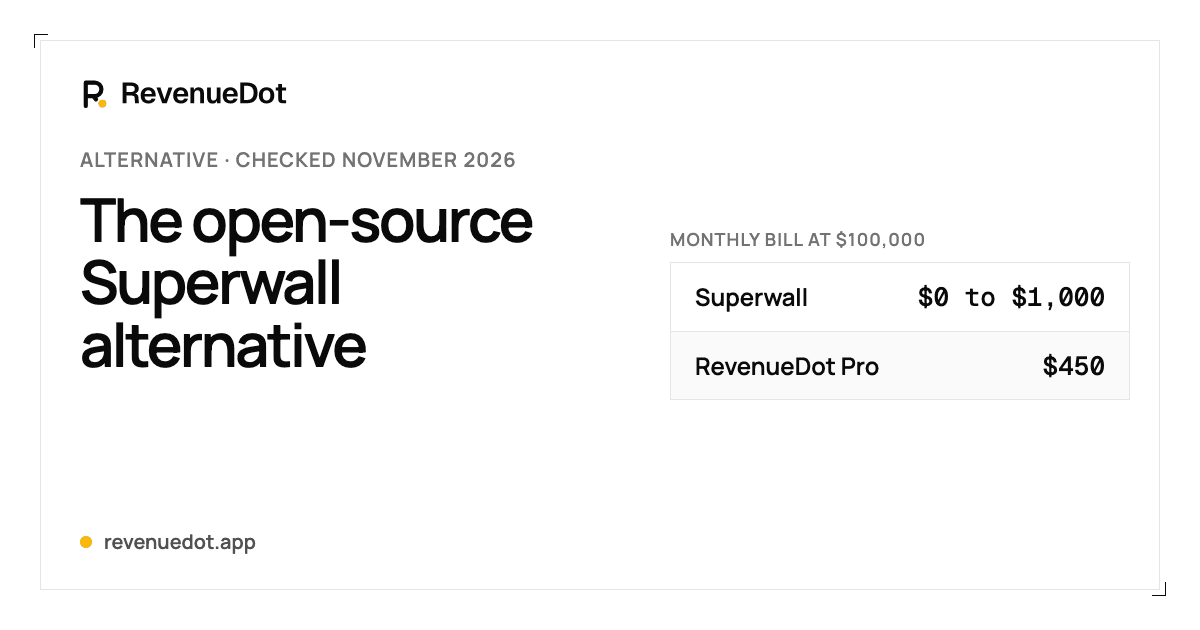 RevenueDot
ALTERNATIVE · CHECKED NOVEMBER 2026
The open-source
Superwall
alternative
MONTHLY BILL AT $100,000
Superwall $0 to $1,000
RevenueDot Pro $450
revenuedot.app